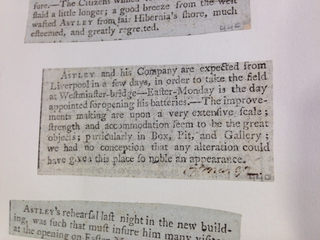 sure.—The Citizens wished
staid a little longer; a good breeze from the west
wafted ASTLEY from fair Hibernia's shore, much
esteemed, and greatly regreted.
ASTLEY and his Company are expected from
Liverpool in a few days, in order to take the field
at Westminster-bridge—Easter-Monday is the day
appointed foropening his batteries.—The improve-
ments making are upon a very extensive scale;
strength and accommodation seem to be the great
objects; particularly in Box, Pit, and Gallery;
we had no conception that any alteration could
have given this place so noble an appearance.
ASTLEY's rehearsal last night in the new build-
ing, was such that must insure him many
at the opening on Easter